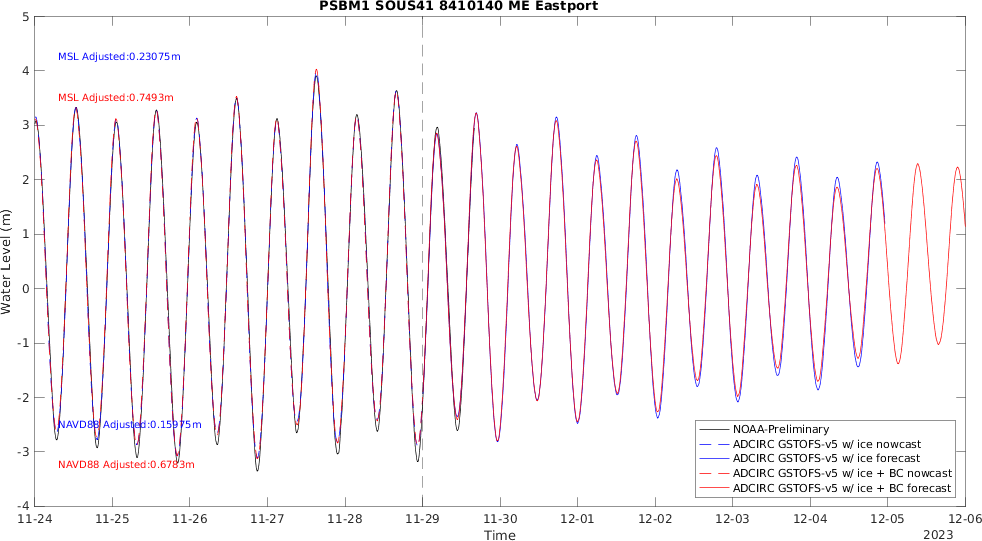 PSBM1 SOUS41 8410140 ME Eastport
5
4
3
2
1
0
-1
-2
-3
-4
Water Level (m)
MSL Adjusted:0.23075m
MSL Adjusted:0.7493m
NAVD88 Adjusted:0.15975m
NAVD88 Adjusted:0.6783m
NOAA-Preliminary
ADCIRC GSTOFS-v5 w/ ice nowcast
ADCIRC GSTOFS-v5 w/ ice forecast
ADCIRC GSTOFS-v5 w/ ice + BC nowcast
ADCIRC GSTOFS-v5 w/ ice + BC forecast
11-24 11-25 11-26 11-27 11-28 11-29 11-30 12-01 12-02 12-03 12-04 12-05 12-06
Time
2023